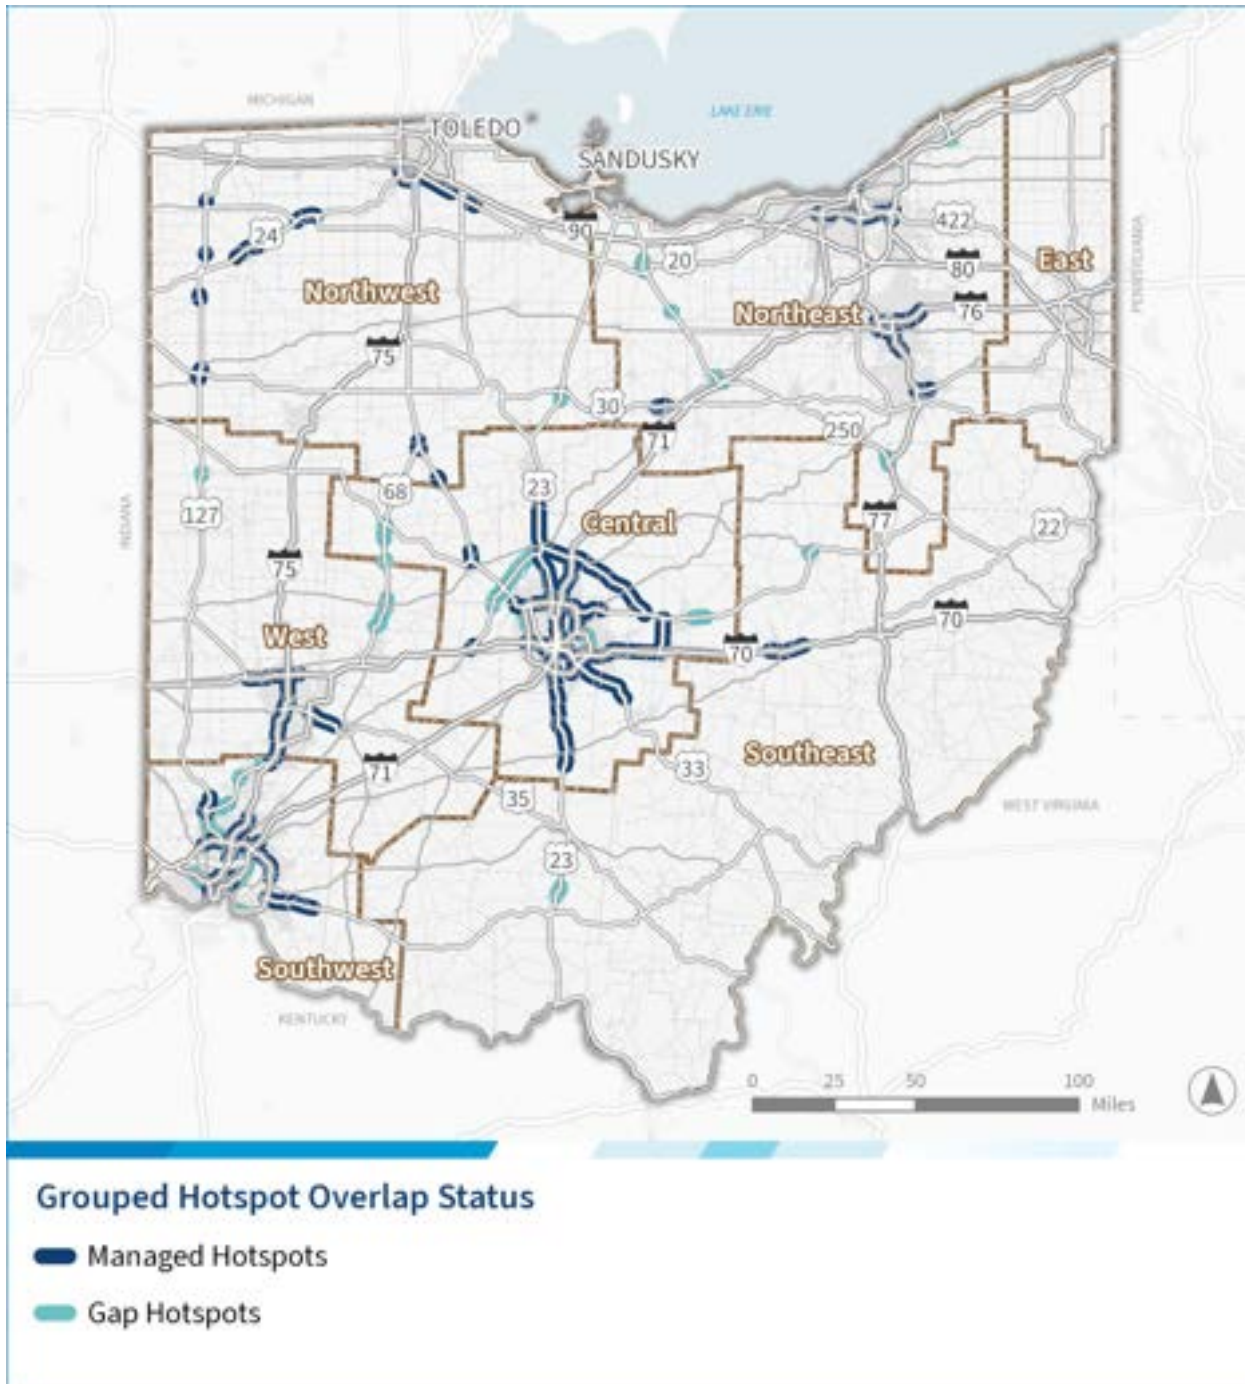 MICHIGAN
LAKE ERIE
TOLEDO
SANDUSKY
90
422
24
20
80
East
PENNSYLVANIA
Northwest
Northeast
76
75
30
71
250
68
23
INDIANA
127
Central
77
22
75
West
70
70
Southeast
71
33
35
WEST VIRGINIA
23
Southwest
KENTUCKY
0 25 50 100
Miles
Grouped Hotspot Overlap Status
Managed Hotspots
Gap Hotspots